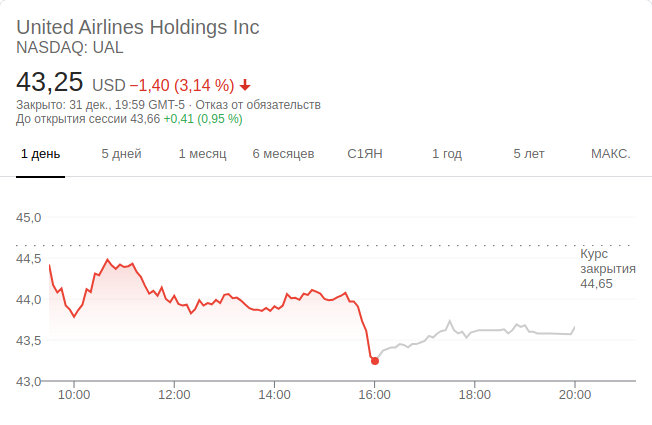 United Airlines Holdings Inc
NASDAQ: UAL
43,25 USD −1,40 (3,14 %)
Закрыто: 31 дек., 19:59 GMT-5 · Отказ от обязательств
До открытия сессии 43,66 +0,41 (0,95 %)
1 день 5 дней 1 месяц 6 месяцев С1ЯН 1 год 5 лет МАКС.
45,0
Курс
закрытия
44,65
44,5
44,0
43,5
43,0
10:00 12:00 14:00 16:00 18:00 20:00